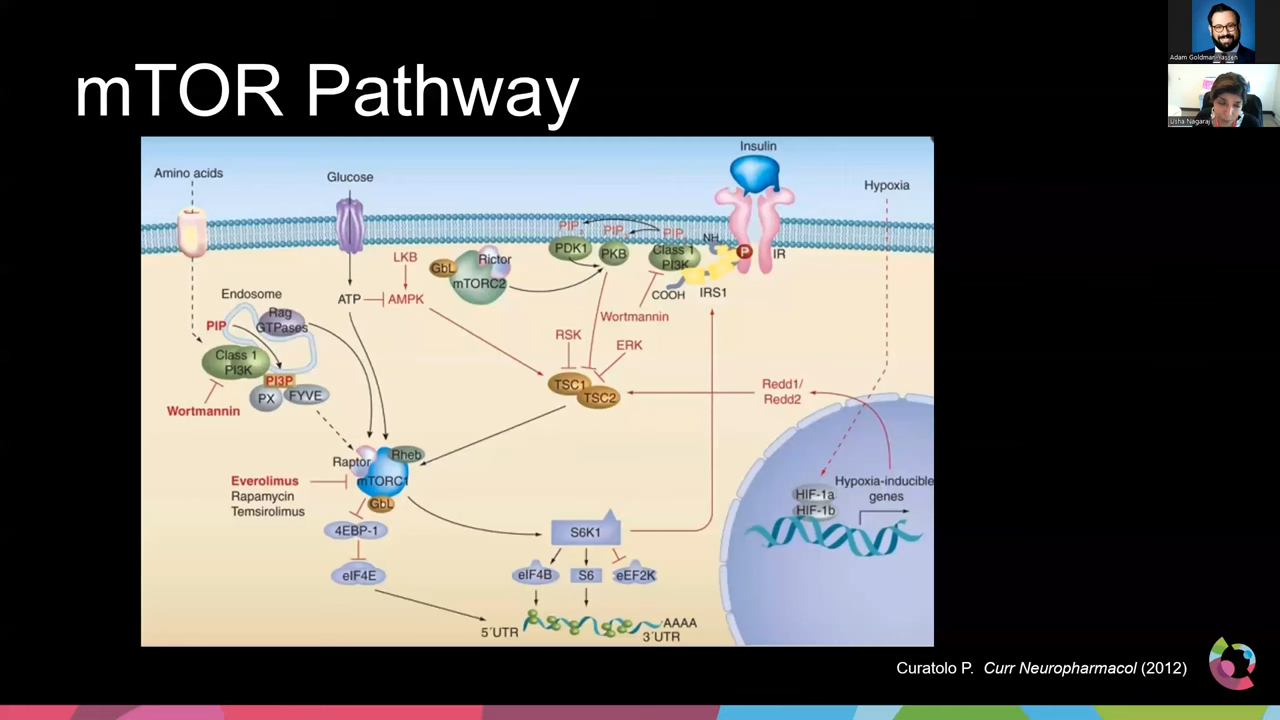 mTOR Pathway
Adam Goldman-Yassen
Usha Nagaraj
Insulin
Amino acids
Glucose
Hypoxia
PIP
PIP
PIP
PDK1
PKB
Class 1
PI3K
NH
P
IR
COOH
IRS1
LKB
GbL
Rictor
mTORC2
ATP
AMPK
Endosome
Rag
GTPases
PIP
Class 1
PI3K
PI3P
PX
FYVE
Wortmannin
Wortmannin
RSK
ERK
TSC1
TSC2
Redd1/
Redd2
Raptor
Rheb
mTORC1
GbL
Everolimus
Rapamycin
Temsirolimus
4EBP-1
eIF4E
S6K1
eIF4B
S6
eEF2K
5´UTR
AAAA
3´UTR
HIF-1a
HIF-1b
Hypoxia-inducible
genes
Curatolo P. Curr Neuropharmacol (2012)